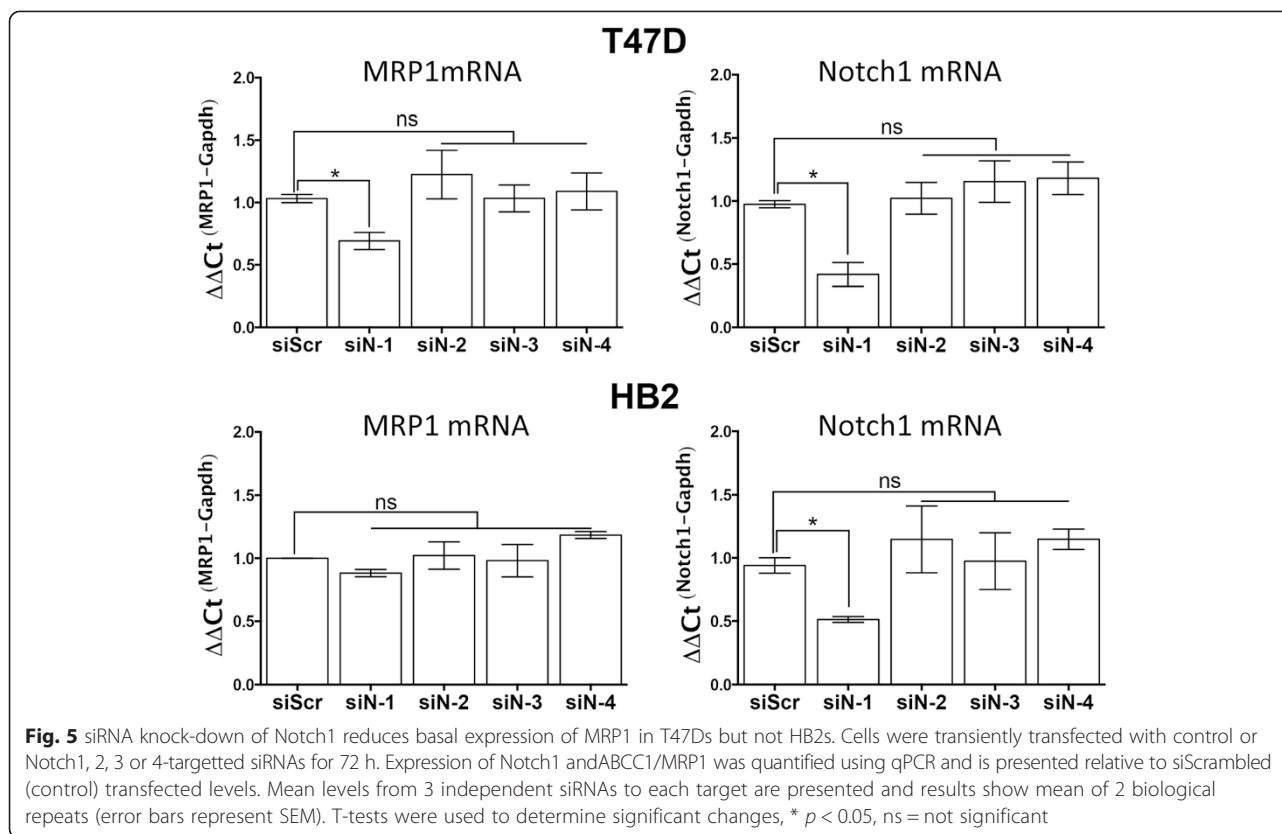 T47D
MRP1mRNA
ΔΔCt (MRP1-Gapdh)
2.0
1.5
1.0
0.5
0.0
ns
*
siScr siN-1 siN-2 siN-3 siN-4
Notch1 mRNA
ΔΔCt (Notch1-Gapdh)
2.0
1.5
1.0
0.5
0.0
ns
*
siScr siN-1 siN-2 siN-3 siN-4
HB2
MRP1 mRNA
ΔΔCt (MRP1-Gapdh)
2.0
1.5
1.0
0.5
0.0
ns
siScr siN-1 siN-2 siN-3 siN-4
Notch1 mRNA
ΔΔCt (Notch1-Gapdh)
2.0
1.5
1.0
0.5
0.0
ns
*
siScr siN-1 siN-2 siN-3 siN-4
Fig. 5 siRNA knock-down of Notch1 reduces basal expression of MRP1 in T47Ds but not HB2s. Cells were transiently transfected with control or
Notch1, 2, 3 or 4-targetted siRNAs for 72 h. Expression of Notch1 andABCC1/MRP1 was quantified using qPCR and is presented relative to siScrambled
(control) transfected levels. Mean levels from 3 independent siRNAs to each target are presented and results show mean of 2 biological
repeats (error bars represent SEM). T-tests were used to determine significant changes, * p < 0.05, ns = not significant